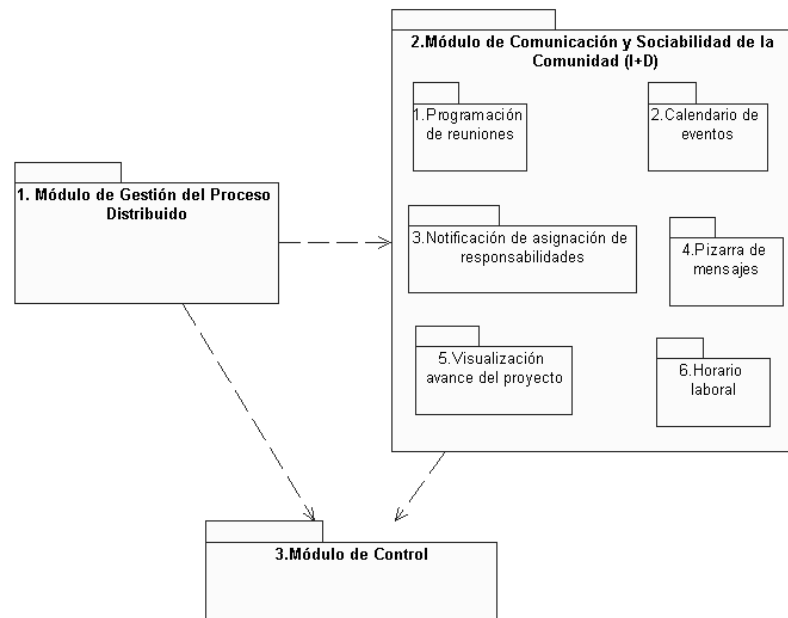 2.Módulo de Comunicación y Sociabilidad de la
Comunidad (I+D)
1.Programación
de reuniones
2.Calendario de
eventos
1. Módulo de Gestión del Proceso
Distribuido
3.Notificación de asignación de
responsabilidades
4.Pizarra de
mensajes
5.Visualización
avance del proyecto
6.Horario
laboral
3.Módulo de Control